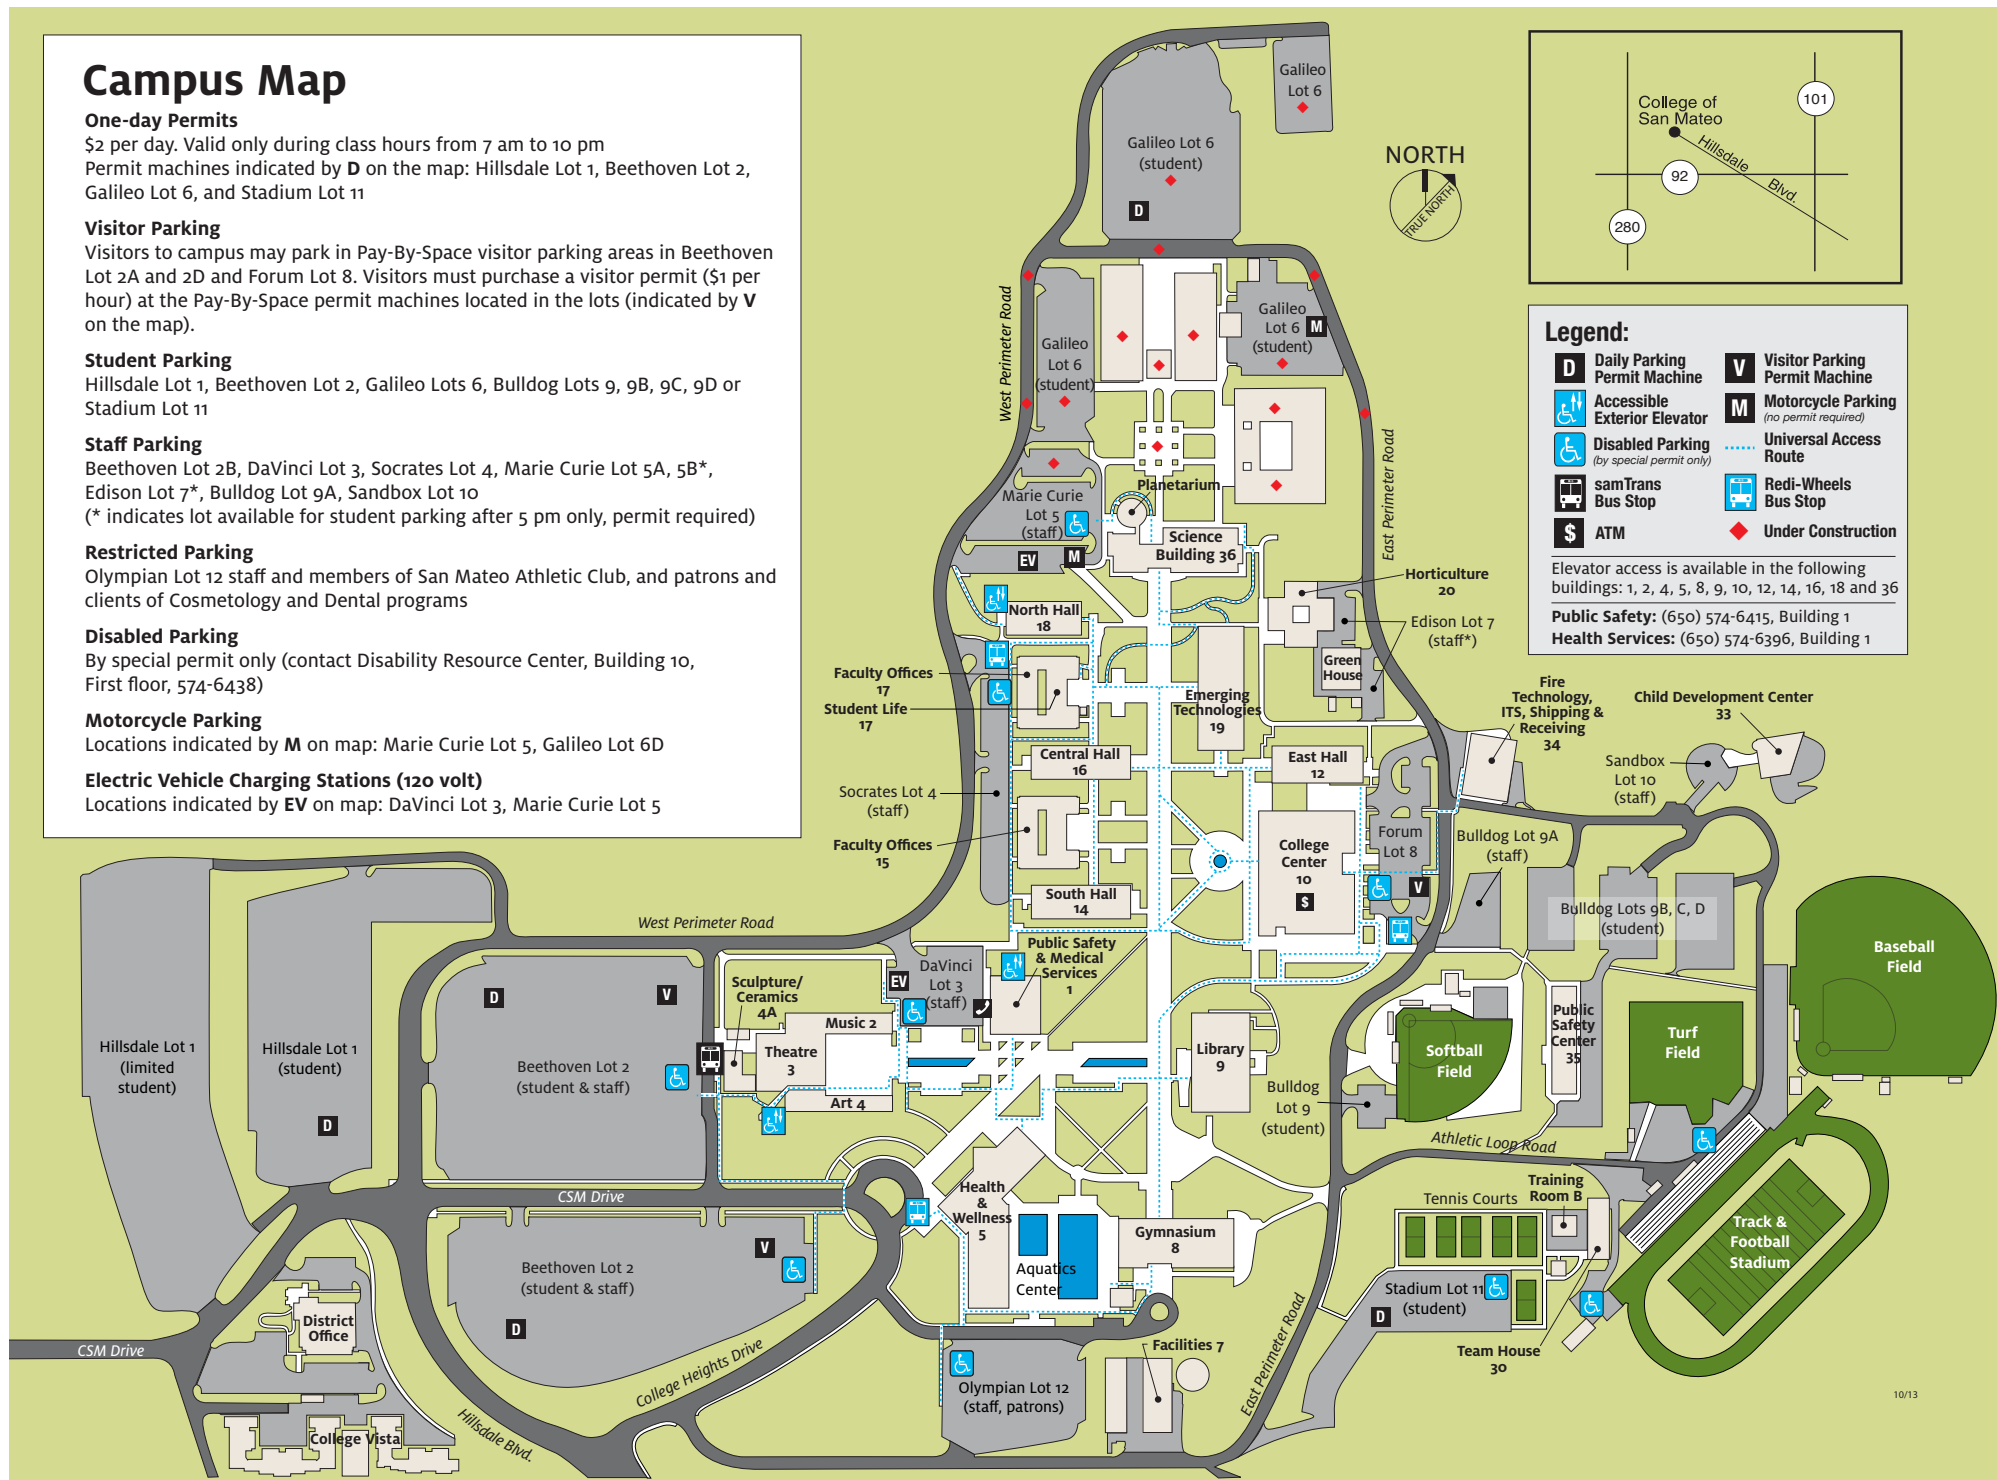 Campus Map
One-day Permits
$2 per day. Valid only during class hours from 7 am to 10 pm
Permit machines indicated by D on the map: Hillsdale Lot 1, Beethoven Lot 2,
Galileo Lot 6, and Stadium Lot 11
Visitor Parking
Visitors to campus may park in Pay-By-Space visitor parking areas in Beethoven
Lot 2A and 2D and Forum Lot 8. Visitors must purchase a visitor permit ($1 per
hour) at the Pay-By-Space permit machines located in the lots (indicated by V
on the map).
Student Parking
Hillsdale Lot 1, Beethoven Lot 2, Galileo Lots 6, Bulldog Lots 9, 9B, 9C, 9D or
Stadium Lot 11
Staff Parking
Beethoven Lot 2B, DaVinci Lot 3, Socrates Lot 4, Marie Curie Lot 5A, 5B*,
Edison Lot 7*, Bulldog Lot 9A, Sandbox Lot 10
(* indicates lot available for student parking after 5 pm only, permit required)
Restricted Parking
Olympian Lot 12 staff and members of San Mateo Athletic Club, and patrons and
clients of Cosmetology and Dental programs
Disabled Parking
By special permit only (contact Disability Resource Center, Building 10,
First floor, 574-6438)
Motorcycle Parking
Locations indicated by M on map: Marie Curie Lot 5, Galileo Lot 6D
Electric Vehicle Charging Stations (120 volt)
Locations indicated by EV on map: DaVinci Lot 3, Marie Curie Lot 5
Galileo
Lot 6
Galileo Lot 6
(student)
D
NORTH
TRUE NORTH
College of
San Mateo
101
Hillsdale
Blvd.
92
280
Legend:
D
Daily Parking
Permit Machine
V
Visitor Parking
Permit Machine
Accessible
Exterior Elevator
M
Motorcycle Parking
(no permit required)
Disabled Parking
(by special permit only)
Universal Access
Route
samTrans
Bus Stop
Redi-Wheels
Bus Stop
$
ATM
Under Construction
Elevator access is available in the following
buildings: 1, 2, 4, 5, 8, 9, 10, 12, 14, 16, 18 and 36
Public Safety: (650) 574-6415, Building 1
Health Services: (650) 574-6396, Building 1
West Perimeter Road
Galileo
Lot 6
(student)
Galileo
Lot 6
(student)
M
East Perimeter Road
Planetarium
Marie Curie
Lot 5
(staff)
EV
M
Science
Building 36
Horticulture
20
Edison Lot 7
(staff*)
Green
House
North Hall
18
Faculty Offices
17
Student Life
17
Emerging
Technologies
19
Fire
Technology,
ITS, Shipping &
Receiving
34
Child Development Center
33
Sandbox
Lot 10
(staff)
Central Hall
16
East Hall
12
Socrates Lot 4
(staff)
Faculty Offices
15
College
Center
10
$
Forum
Lot 8
V
Bulldog Lot 9A
(staff)
Bulldog Lots 9B, C, D
(student)
South Hall
14
West Perimeter Road
Public Safety
& Medical
Services
1
DaVinci
Lot 3
(staff)
EV
Sculpture/
Ceramics
4A
Music 2
Theatre
3
Art 4
Library
9
Baseball
Field
Softball
Field
Public
Safety
Center
35
Turf
Field
Bulldog
Lot 9
(student)
Athletic Loop Road
Hillsdale Lot 1
(limited
student)
Hillsdale Lot 1
(student)
D
D
V
Beethoven Lot 2
(student & staff)
CSM Drive
V
Beethoven Lot 2
(student & staff)
D
Health
&
Wellness
5
Aquatics
Center
Gymnasium
8
Tennis Courts
Training
Room B
Track &
Football
Stadium
Stadium Lot 11
(student)
D
Team House
30
East Perimeter Road
Facilities 7
Olympian Lot 12
(staff, patrons)
College Heights Drive
Hillsdale Blvd.
District
Office
CSM Drive
College Vista
10/13